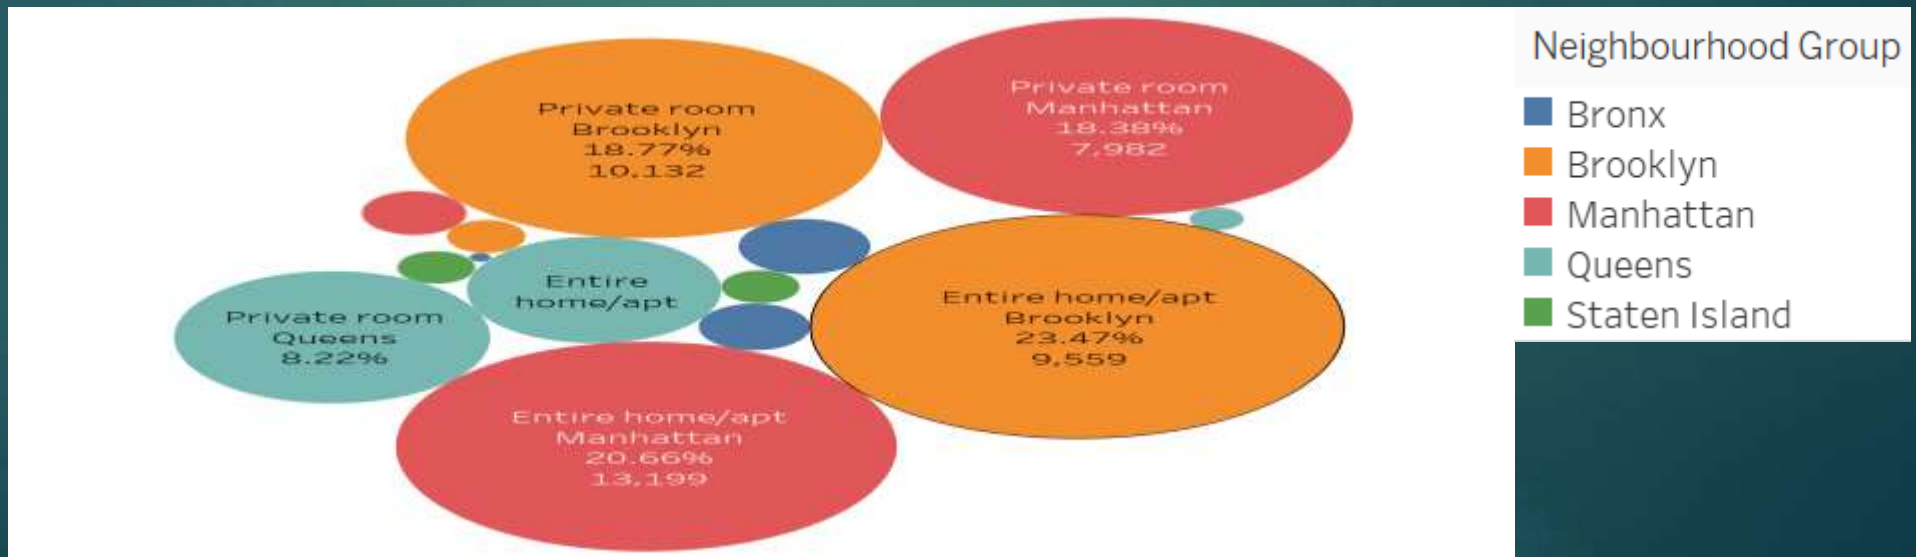 Private room
Brooklyn
18.77%
10,132
Private room
Manhattan
18.38%
7,982
Entire
home/apt
Private room
Queens
8.22%
Entire home/apt
Brooklyn
23.47%
9,559
Entire home/apt
Manhattan
20.66%
13,199
Neighbourhood Group
Bronx
Brooklyn
Manhattan
Queens
Staten Island